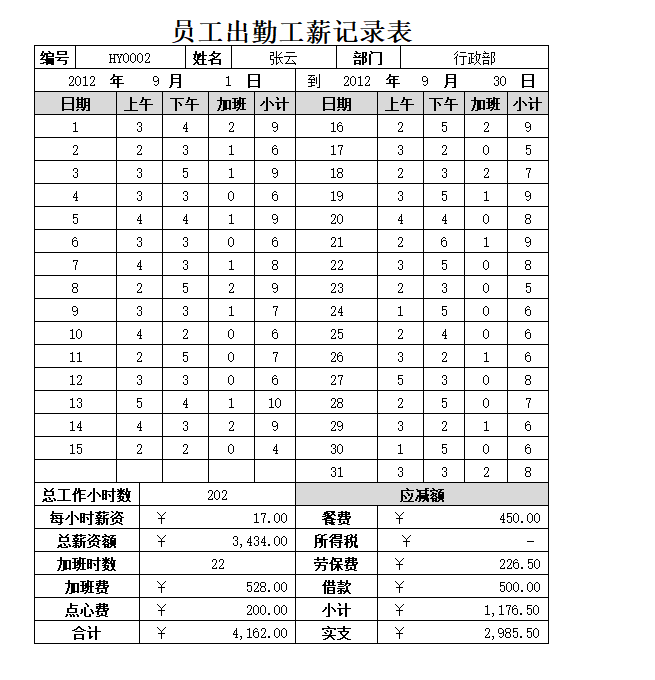 员工出勤工薪记录表
编号 HY0002 姓名 张云 部门 行政部
2012 年 9 月 1 日 到 2012 年 9 月 30 日
日期 上午 下午 加班 小计 日期 上午 下午 加班 小计
1 3 4 2 9 16 2 5 2 9
2 2 3 1 6 17 3 2 0 5
3 3 5 1 9 18 2 3 2 7
4 3 3 0 6 19 3 5 1 9
5 4 4 1 9 20 4 4 0 8
6 3 3 0 6 21 2 6 1 9
7 4 3 1 8 22 3 5 0 8
8 2 5 2 9 23 2 3 0 5
9 3 3 1 7 24 1 5 0 6
10 4 2 0 6 25 2 4 0 6
11 2 5 0 7 26 3 2 1 6
12 3 3 0 6 27 5 3 0 8
13 5 4 1 10 28 2 5 0 7
14 4 3 2 9 29 3 2 1 6
15 2 2 0 4 30 1 5 0 6
31 3 3 2 8
总工作小时数 202 应减额
每小时薪资 ￥ 17.00 餐费 ￥ 450.00
总薪资额 ￥ 3,434.00 所得税 ￥ -
加班时数 22 劳保费 ￥ 226.50
加班费 ￥ 528.00 借款 ￥ 500.00
点心费 ￥ 200.00 小计 ￥ 1,176.50
合计 ￥ 4,162.00 实支 ￥ 2,985.50